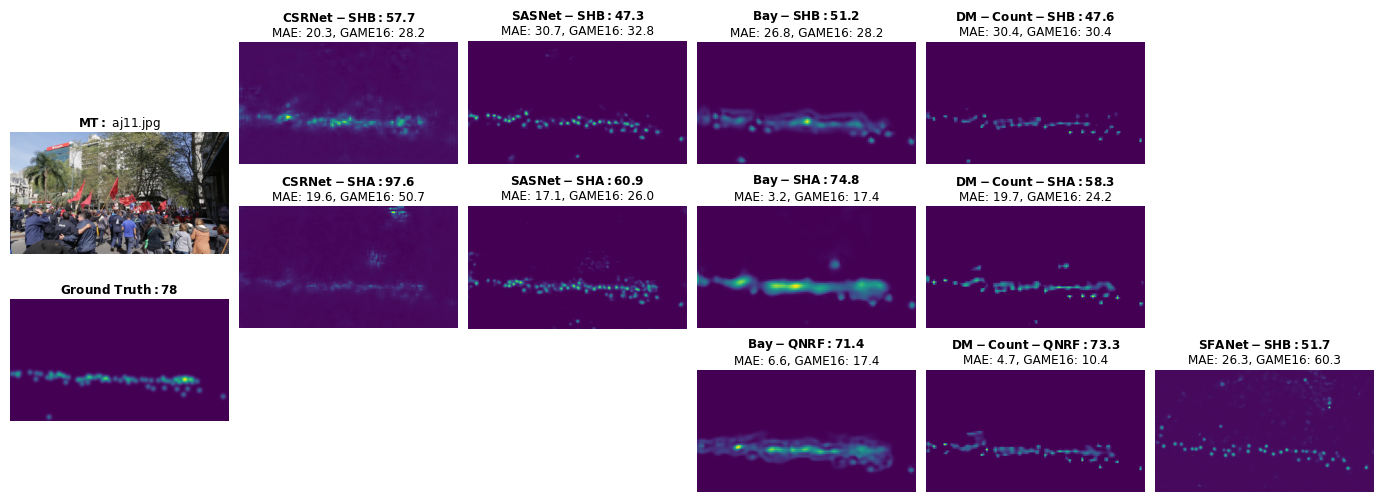 CSRNet − SHB : 57.7
MAE: 20.3, GAME16: 28.2
SASNet − SHB : 47.3
MAE: 30.7, GAME16: 32.8
Bay − SHB : 51.2
MAE: 26.8, GAME16: 28.2
DM − Count − SHB : 47.6
MAE: 30.4, GAME16: 30.4
MT : aj11.jpg
CSRNet − SHA : 97.6
MAE: 19.6, GAME16: 50.7
SASNet − SHA : 60.9
MAE: 17.1, GAME16: 26.0
Bay − SHA : 74.8
MAE: 3.2, GAME16: 17.4
DM − Count − SHA : 58.3
MAE: 19.7, GAME16: 24.2
Ground Truth : 78
Bay − QNRF : 71.4
MAE: 6.6, GAME16: 17.4
DM − Count − QNRF : 73.3
MAE: 4.7, GAME16: 10.4
SFANet − SHB : 51.7
MAE: 26.3, GAME16: 60.3